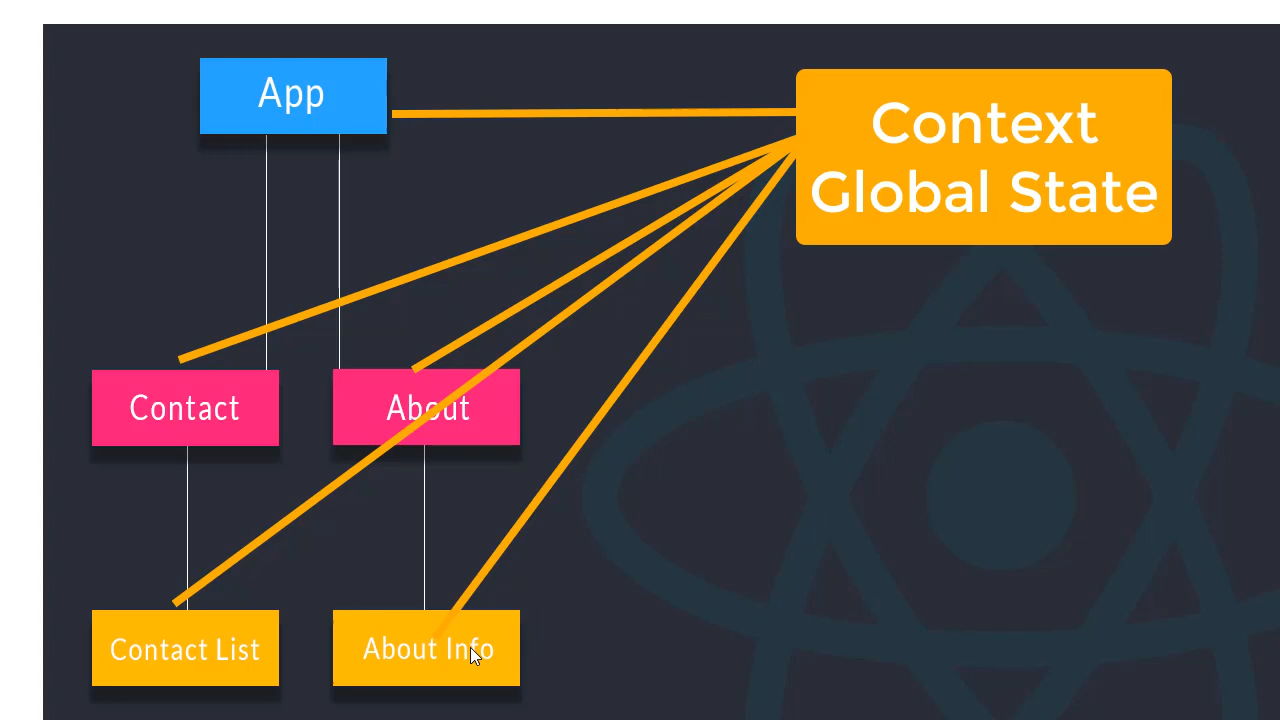 App
Context
Global State
Contact
About
Contact List
About Info